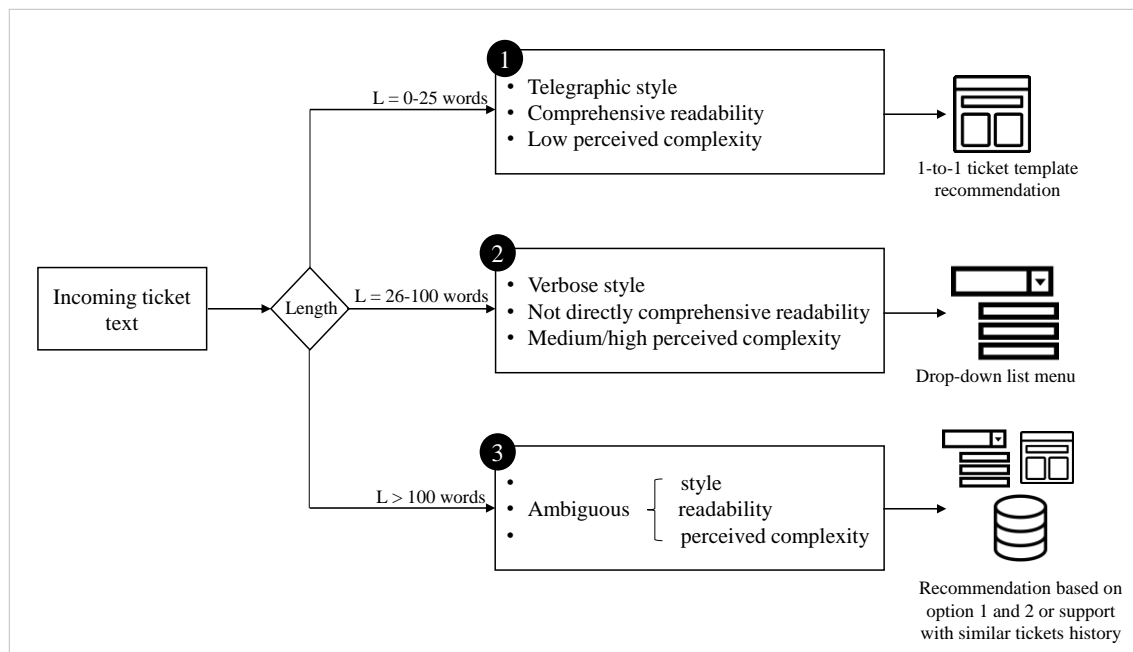 Incoming ticket
text
Length
L = 0-25 words
1
• Telegraphic style
• Comprehensive readability
• Low perceived complexity
1-to-1 ticket template
recommendation
L = 26-100 words
2
• Verbose style
• Not directly comprehensive readability
• Medium/high perceived complexity
Drop-down list menu
L > 100 words
3
• style
• Ambiguous readability
• perceived complexity
Recommendation based on
option 1 and 2 or support
with similar tickets history